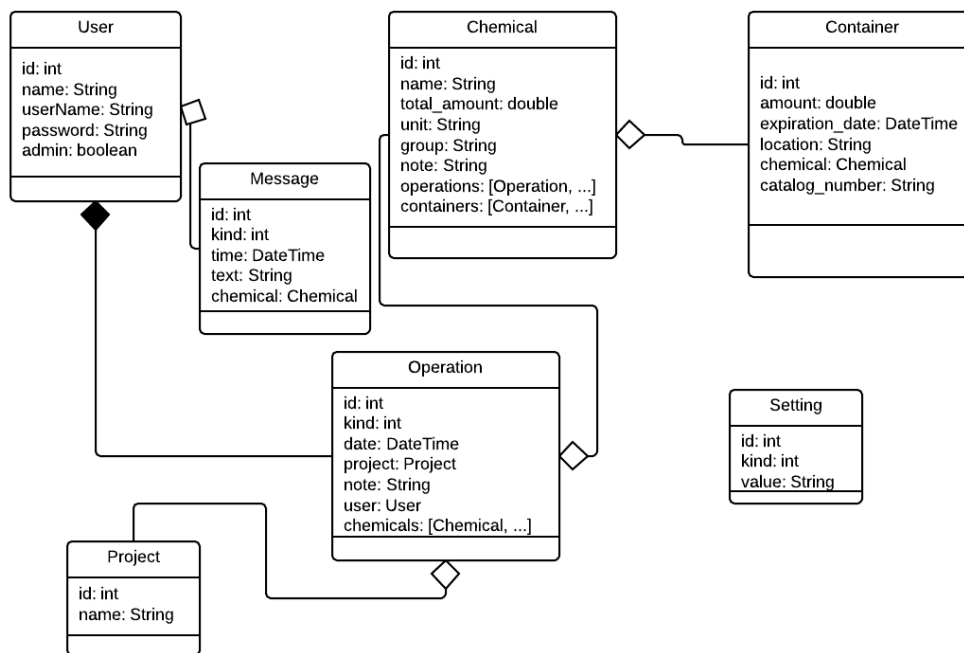 User
id: int
name: String
userName: String
password: String
admin: boolean
Message
id: int
kind: int
time: DateTime
text: String
chemical: Chemical
Chemical
id: int
name: String
total_amount: double
unit: String
group: String
note: String
operations: [Operation, ...]
containers: [Container, ...]
Container
id: int
amount: double
expiration_date: DateTime
location: String
chemical: Chemical
catalog_number: String
Operation
id: int
kind: int
date: DateTime
project: Project
note: String
user: User
chemicals: [Chemical, ...]
Setting
id: int
kind: int
value: String
Project
id: int
name: String